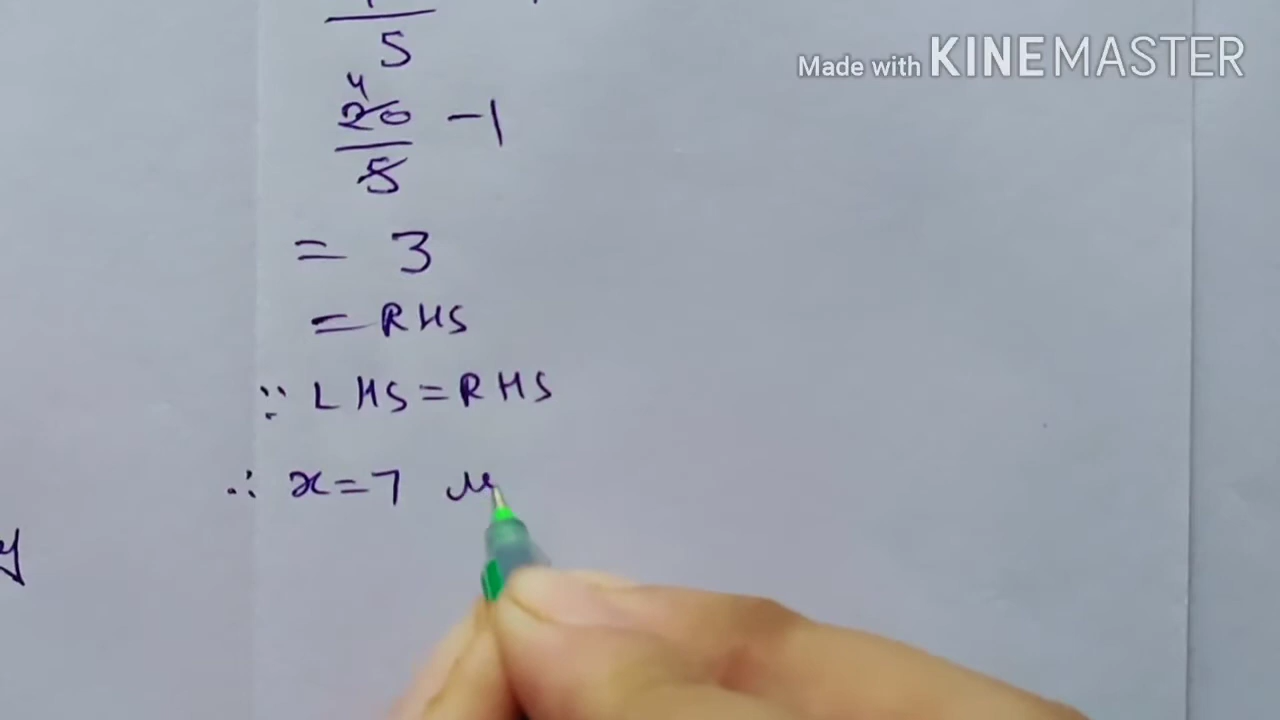 Made with KINEMASTER
5
4
20 -1
5
= 3
= RHS
∵ LHS = RHS
∴ x = 7
y